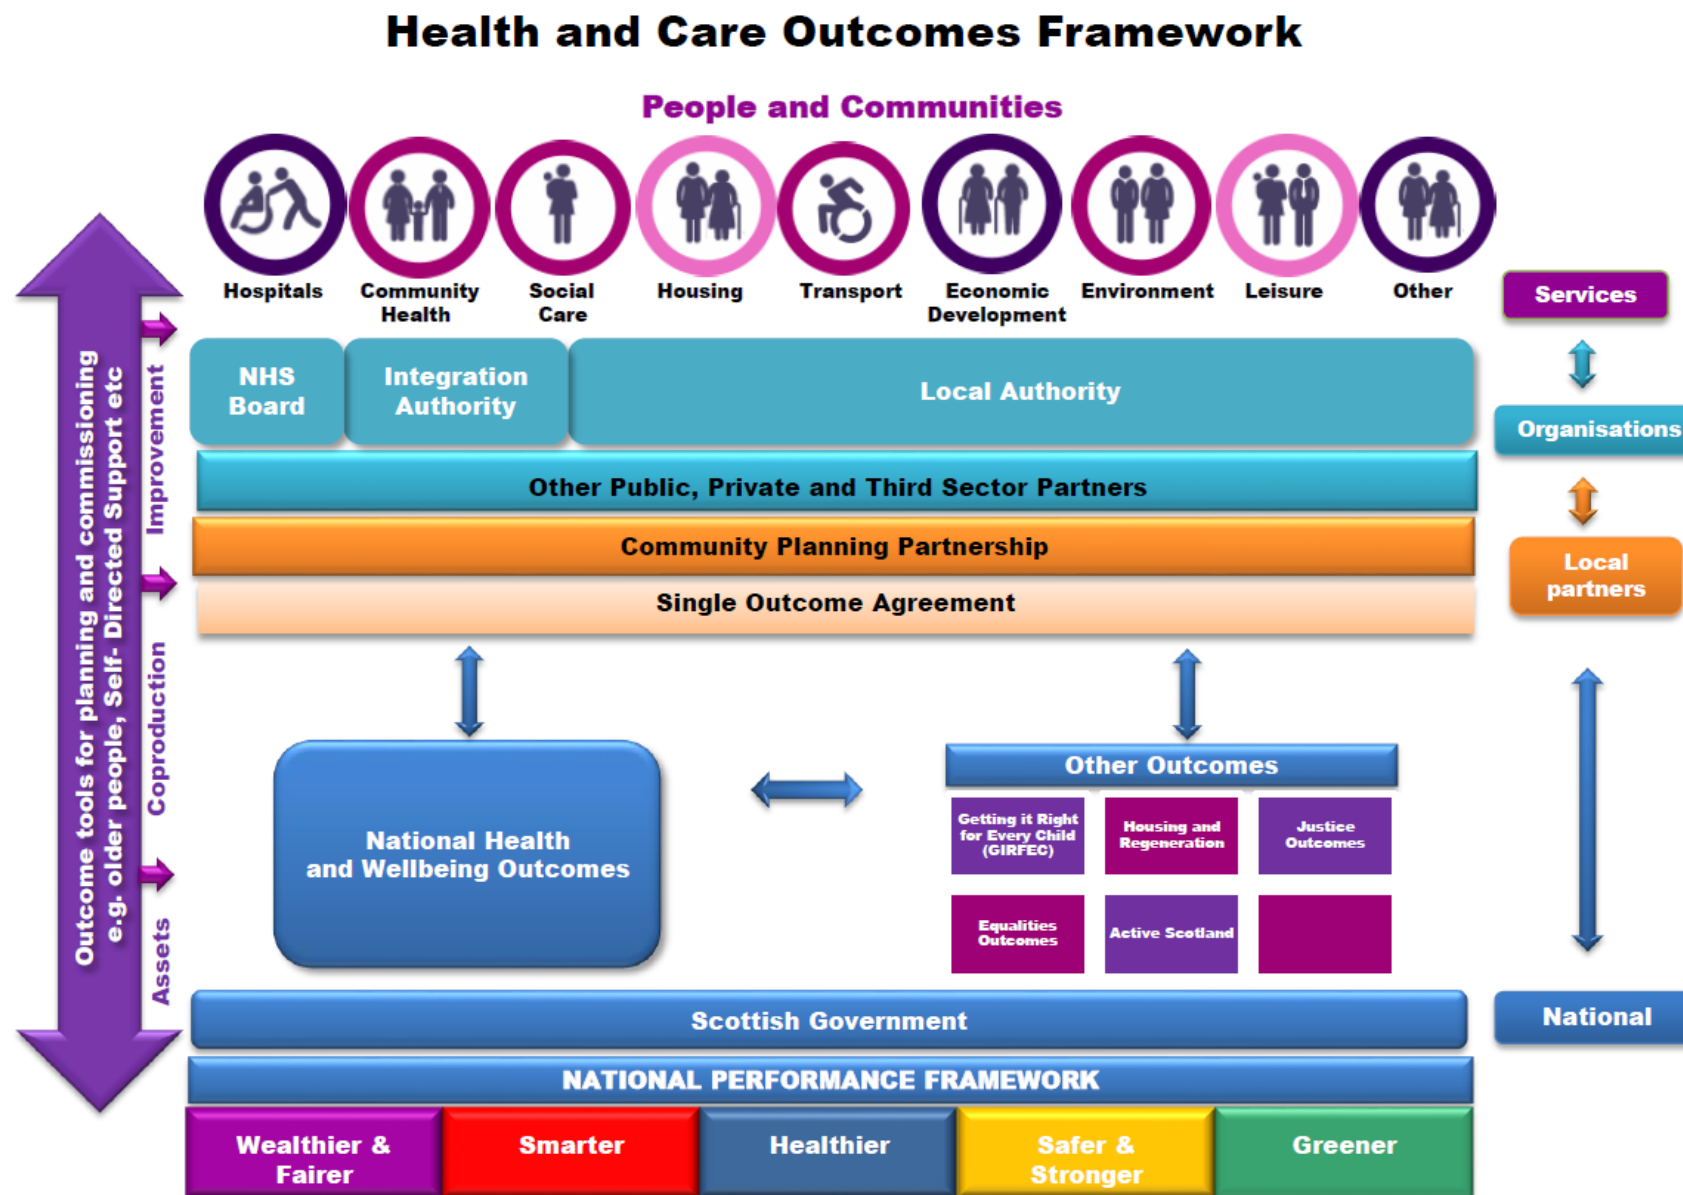 Health and Care Outcomes Framework
People and Communities
Hospitals
Community
Health
Social
Care
Housing
Transport
Economic
Development
Environment
Leisure
Other
Services
Outcome tools for planning and commissioning
e.g. older people, Self- Directed Support etc
Improvement
Coproduction
Assets
NHS
Board
Integration
Authority
Local Authority
Organisations
Other Public, Private and Third Sector Partners
Community Planning Partnership
Local
partners
Single Outcome Agreement
National Health
and Wellbeing Outcomes
Other Outcomes
Getting it Right
for Every Child
(GIRFEC)
Housing and
Regeneration
Justice
Outcomes
Equalities
Outcomes
Active Scotland
Scottish Government
National
NATIONAL PERFORMANCE FRAMEWORK
Wealthier &
Fairer
Smarter
Healthier
Safer &
Stronger
Greener